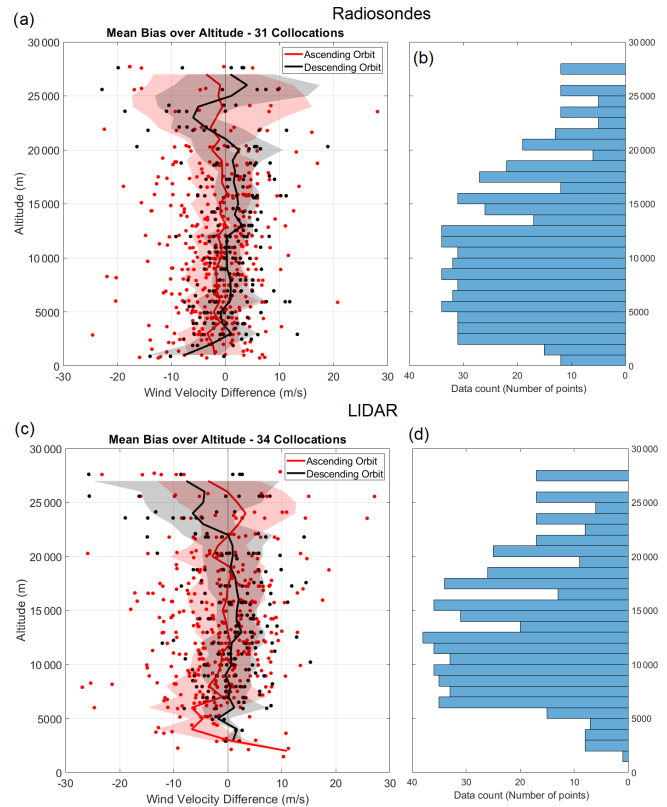 Radiosondes
(a)
Mean Bias over Altitude - 31 Collocations
Ascending Orbit
Descending Orbit
30 000
25 000
20 000
15 000
10 000
5000
0
Altitude (m)
-30 -20 -10 0 10 20 30
Wind Velocity Difference (m/s)
(b)
30 000
25 000
20 000
15 000
10 000
5000
0
40 30 20 10 0
Data count (Number of points)
LIDAR
(c)
Mean Bias over Altitude - 34 Collocations
Ascending Orbit
Descending Orbit
30 000
25 000
20 000
15 000
10 000
5000
0
Altitude (m)
-30 -20 -10 0 10 20 30
Wind Velocity Difference (m/s)
(d)
30 000
25 000
20 000
15 000
10 000
5000
0
40 30 20 10 0
Data count (Number of points)